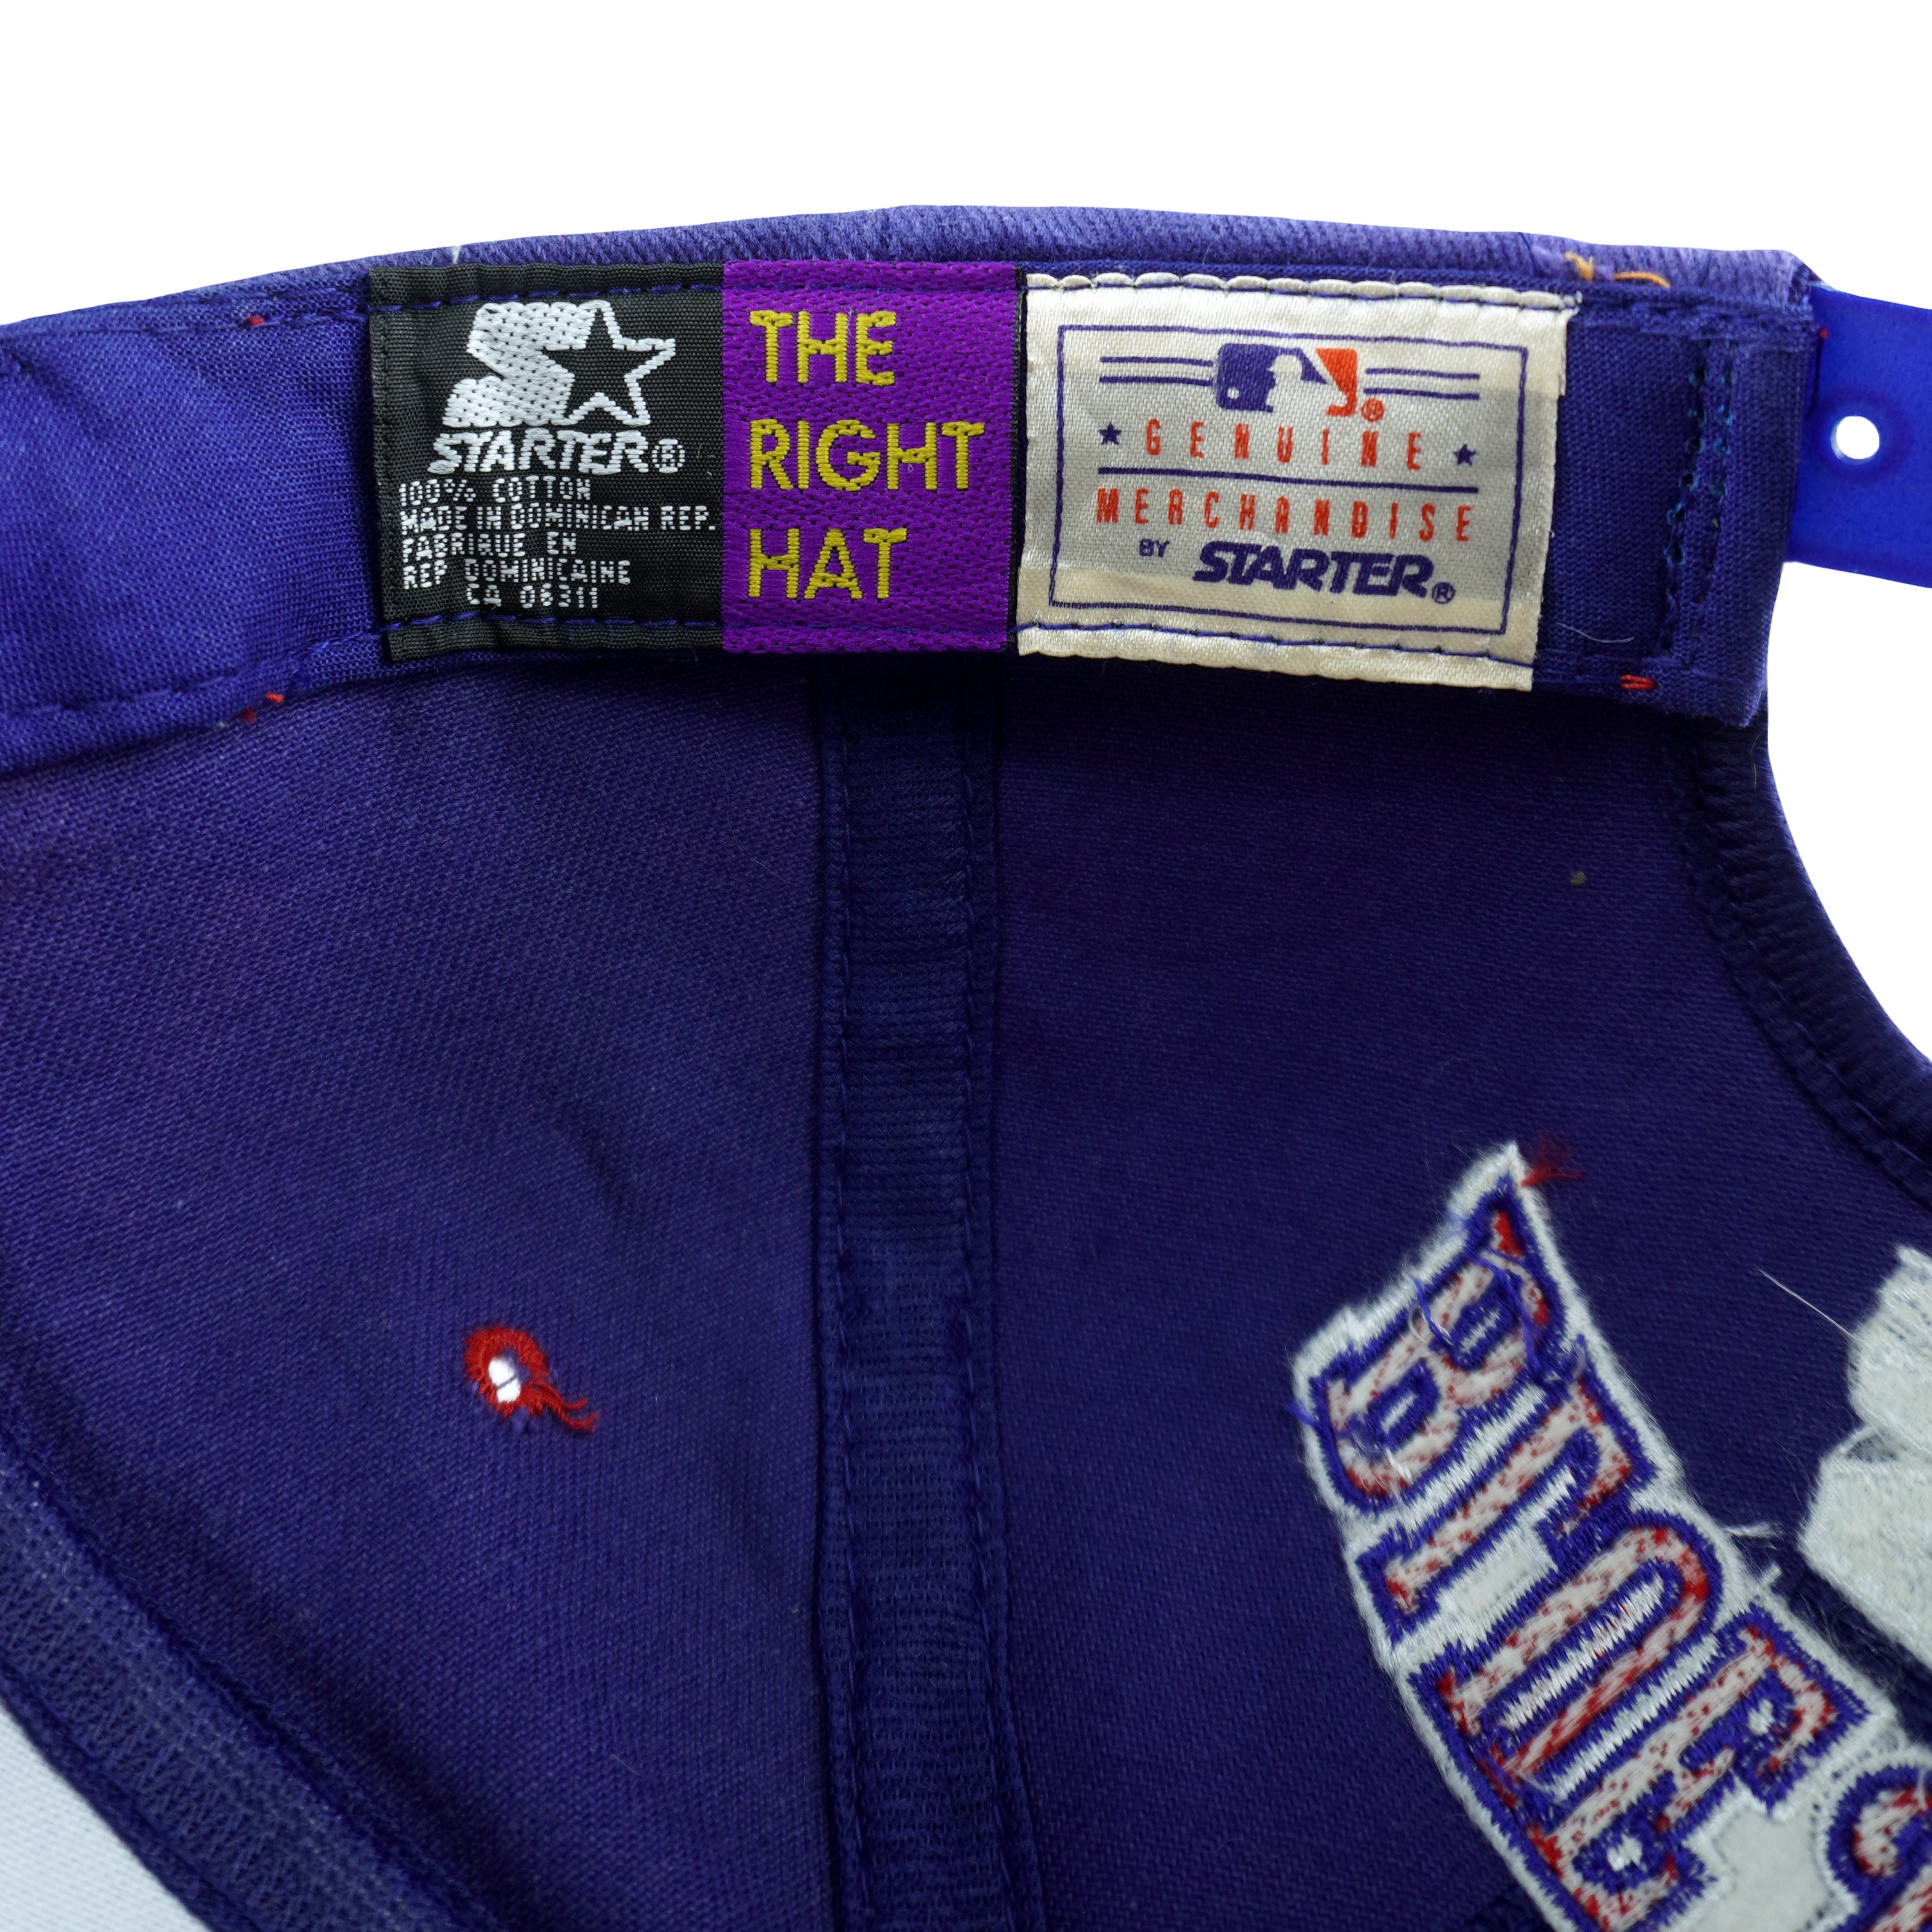 STARTER®
100% COTTON
MADE IN DOMINICAN REP.
FABRIQUE EN
REP DOMINICAINE
CA 06311
THE
RIGHT
HAT
®
GENUINE
MERCHANDISE
BY STARTER®